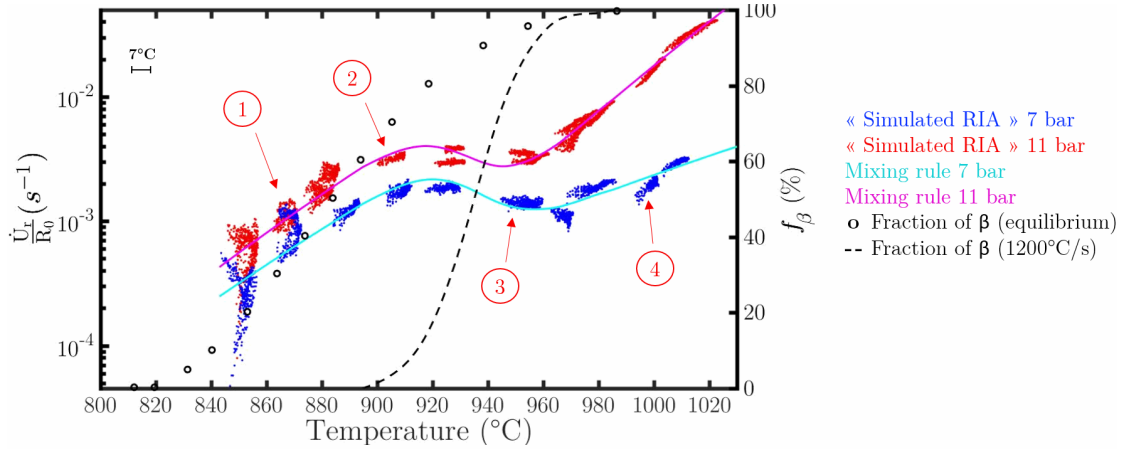 7°C
1
2
3
4
10⁻²
10⁻³
10⁻⁴
U̇⊥/R₀ (s⁻¹)
100
80
60
40
20
0
f_β (%)
800 820 840 860 880 900 920 940 960 980 1000 1020
Temperature (°C)
« Simulated RIA » 7 bar
« Simulated RIA » 11 bar
Mixing rule 7 bar
Mixing rule 11 bar
Fraction of β (equilibrium)
Fraction of β (1200°C/s)